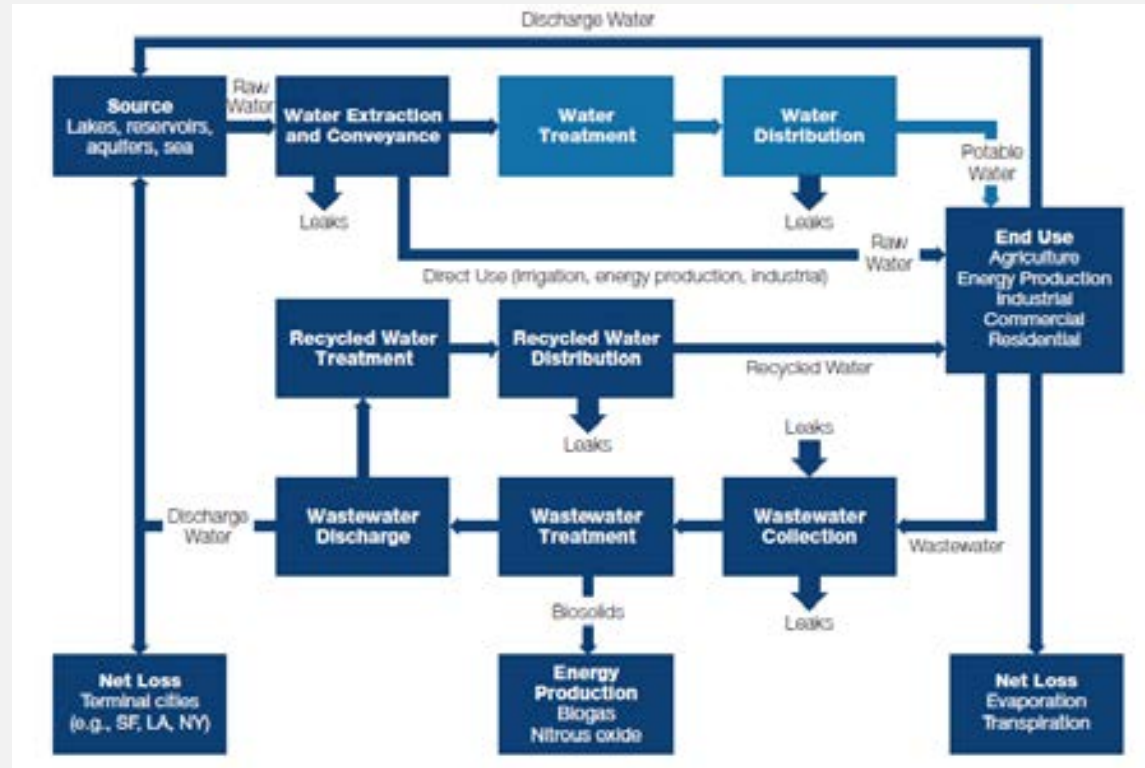 Discharge Water
Source
Lakes, reservoirs,
aquifers, sea
Raw
Water
Water Extraction
and Conveyance
Water
Treatment
Water
Distribution
Potable
Water
Leaks
Leaks
End Use
Agriculture
Energy Production
Industrial
Commercial
Residential
Raw
Water
Direct Use (irrigation, energy production, industrial)
Recycled Water
Treatment
Recycled Water
Distribution
Recycled Water
Leaks
Leaks
Discharge
Water
Wastewater
Discharge
Wastewater
Treatment
Wastewater
Collection
Wastewater
Biosolids
Leaks
Net Loss
Terminal cities
(e.g., SF, LA, NY)
Energy
Production
Biogas
Nitrous oxide
Net Loss
Evaporation
Transpiration